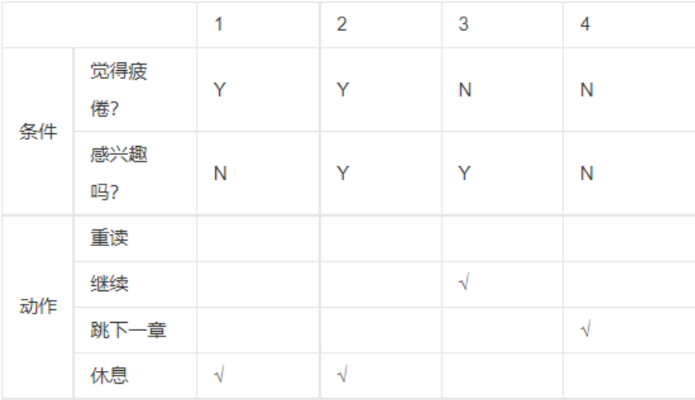 1 2 3 4
觉得疲
倦?
Y Y N N
条件
感兴趣
吗?
N Y Y N
重读
动作
继续 √
跳下一章 √
休息 √ √